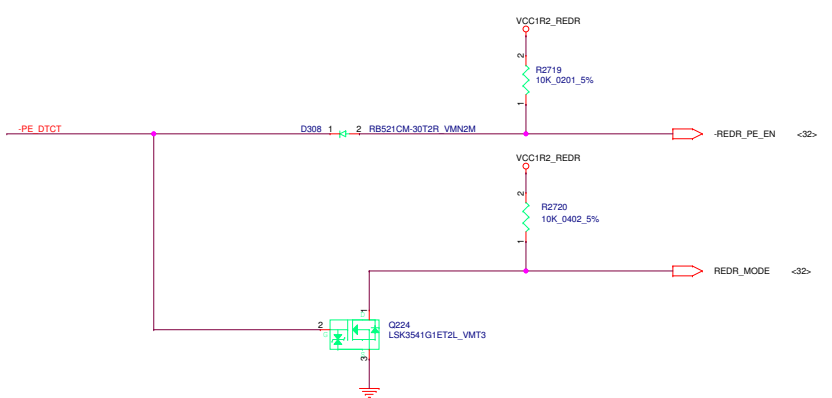 VCC1R2_REDR
2
R2719
10K_0201_5%
1
-PE_DTCT
D308 1 2 RB521CM-30T2R_VMN2M
-REDR_PE_EN <32>
VCC1R2_REDR
2
R2720
10K_0402_5%
1
REDR_MODE <32>
1
2
Q224
LSK3541G1ET2L_VMT3
3